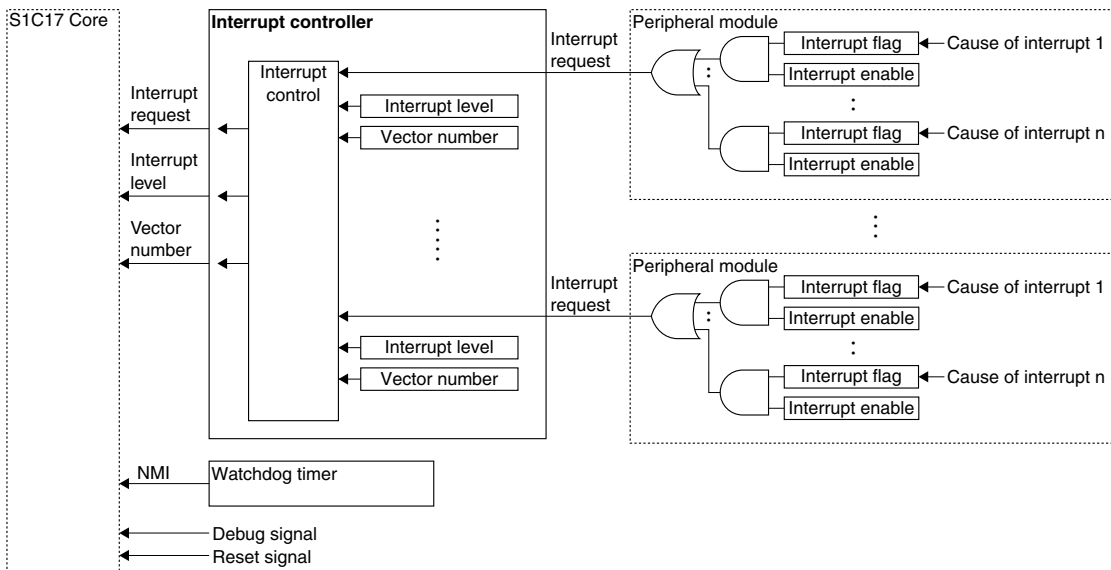 S1C17 Core
Interrupt controller
Interrupt
control
Interrupt level
Vector number
Interrupt level
Vector number
Interrupt
request
Interrupt
level
Vector
number
Interrupt
request
Interrupt
request
Peripheral module
Interrupt flag
Cause of interrupt 1
Interrupt enable
Interrupt flag
Cause of interrupt n
Interrupt enable
Peripheral module
Interrupt flag
Cause of interrupt 1
Interrupt enable
Interrupt flag
Cause of interrupt n
Interrupt enable
NMI
Watchdog timer
Debug signal
Reset signal